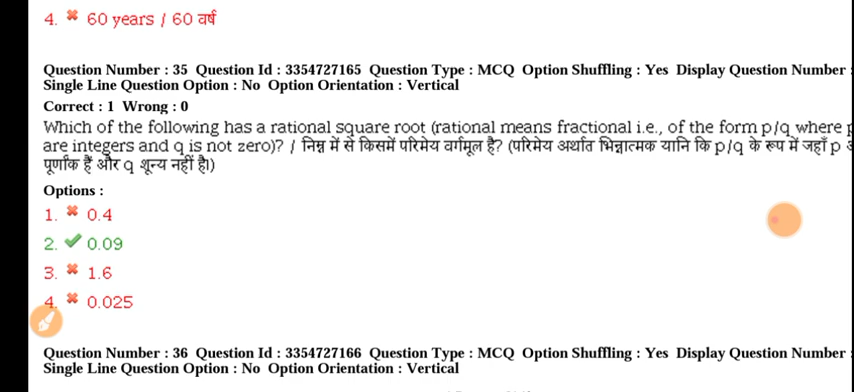 4. 60 years / 60 वर्ष
Question Number : 35 Question Id : 3354727165 Question Type : MCQ Option Shuffling : Yes Display Question Number :
Single Line Question Option : No Option Orientation : Vertical
Correct : 1 Wrong : 0
Which of the following has a rational square root (rational means fractional i.e., of the form p/q where p
are integers and q is not zero)? / निम्न में से किसमें परिमेय वर्गमूल है? (परिमेय अर्थात भिन्नात्मक यानि कि p/q के रूप में जहाँ p
पूर्णांक हैं और q शून्य नहीं है।)
Options :
1. 0.4
2. 0.09
3. 1.6
4. 0.025
Question Number : 36 Question Id : 3354727166 Question Type : MCQ Option Shuffling : Yes Display Question Number :
Single Line Question Option : No Option Orientation : Vertical